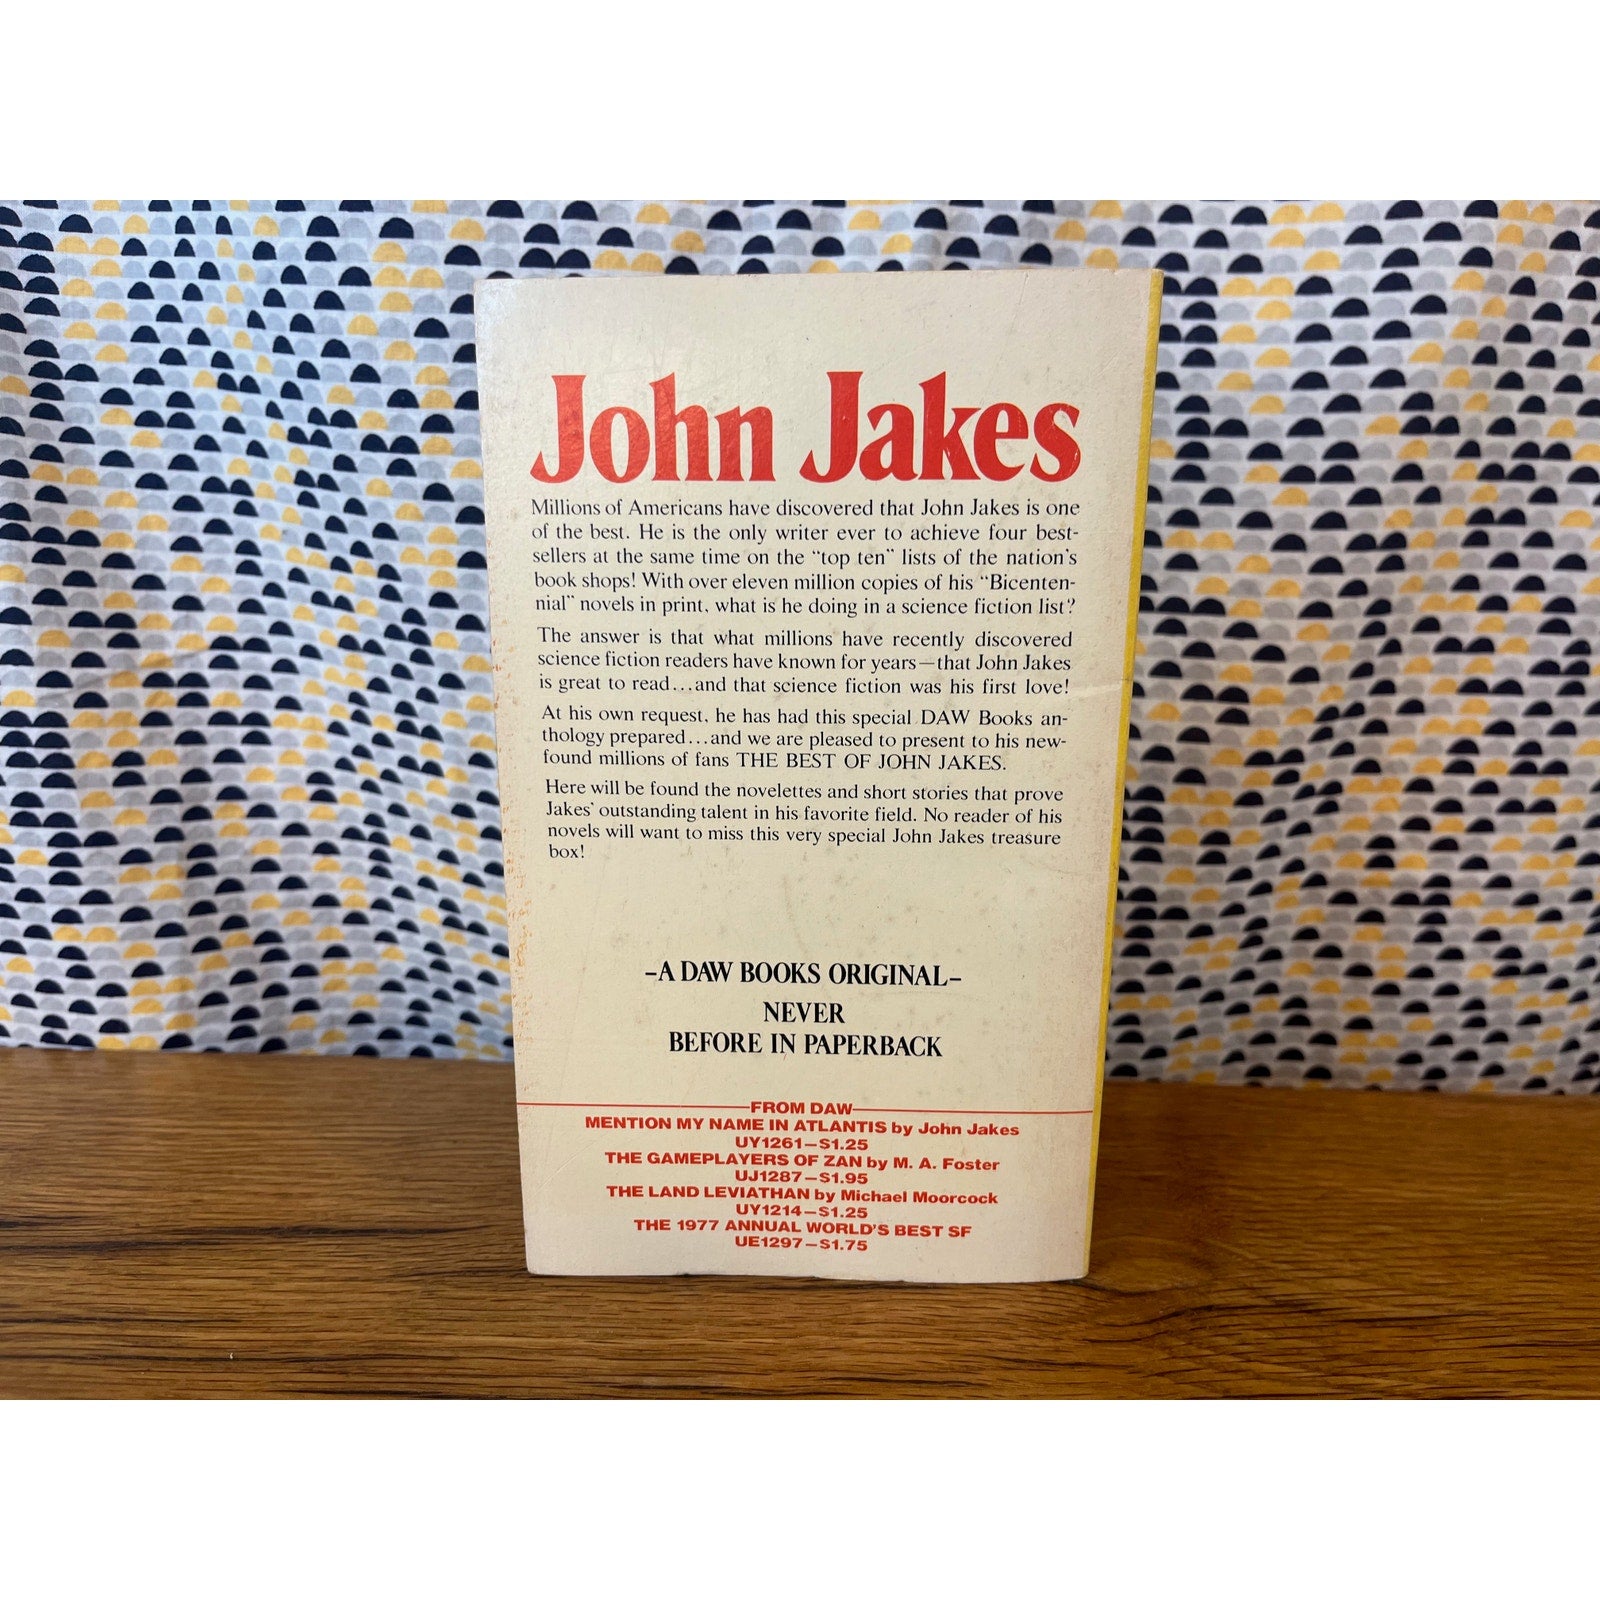 John Jakes
Millions of Americans have discovered that John Jakes is one
of the best. He is the only writer ever to achieve four best-
sellers at the same time on the "top ten" lists of the nation's
book shops! With over eleven million copies of his "Bicenten-
nial" novels in print, what is he doing in a science fiction list?
The answer is that what millions have recently discovered
science fiction readers have known for years—that John Jakes
is great to read...and that science fiction was his first love!
At his own request, he has had this special DAW Books an-
thology prepared...and we are pleased to present to his new-
found millions of fans THE BEST OF JOHN JAKES.
Here will be found the novelettes and short stories that prove
Jakes' outstanding talent in his favorite field. No reader of his
novels will want to miss this very special John Jakes treasure
box!
–A DAW BOOKS ORIGINAL–
NEVER
BEFORE IN PAPERBACK
FROM DAW
MENTION MY NAME IN ATLANTIS by John Jakes
UY1261—$1.25
THE GAMEPLAYERS OF ZAN by M. A. Foster
UJ1287—$1.95
THE LAND LEVIATHAN by Michael Moorcock
UY1214—$1.25
THE 1977 ANNUAL WORLD'S BEST SF
UE1297—$1.75